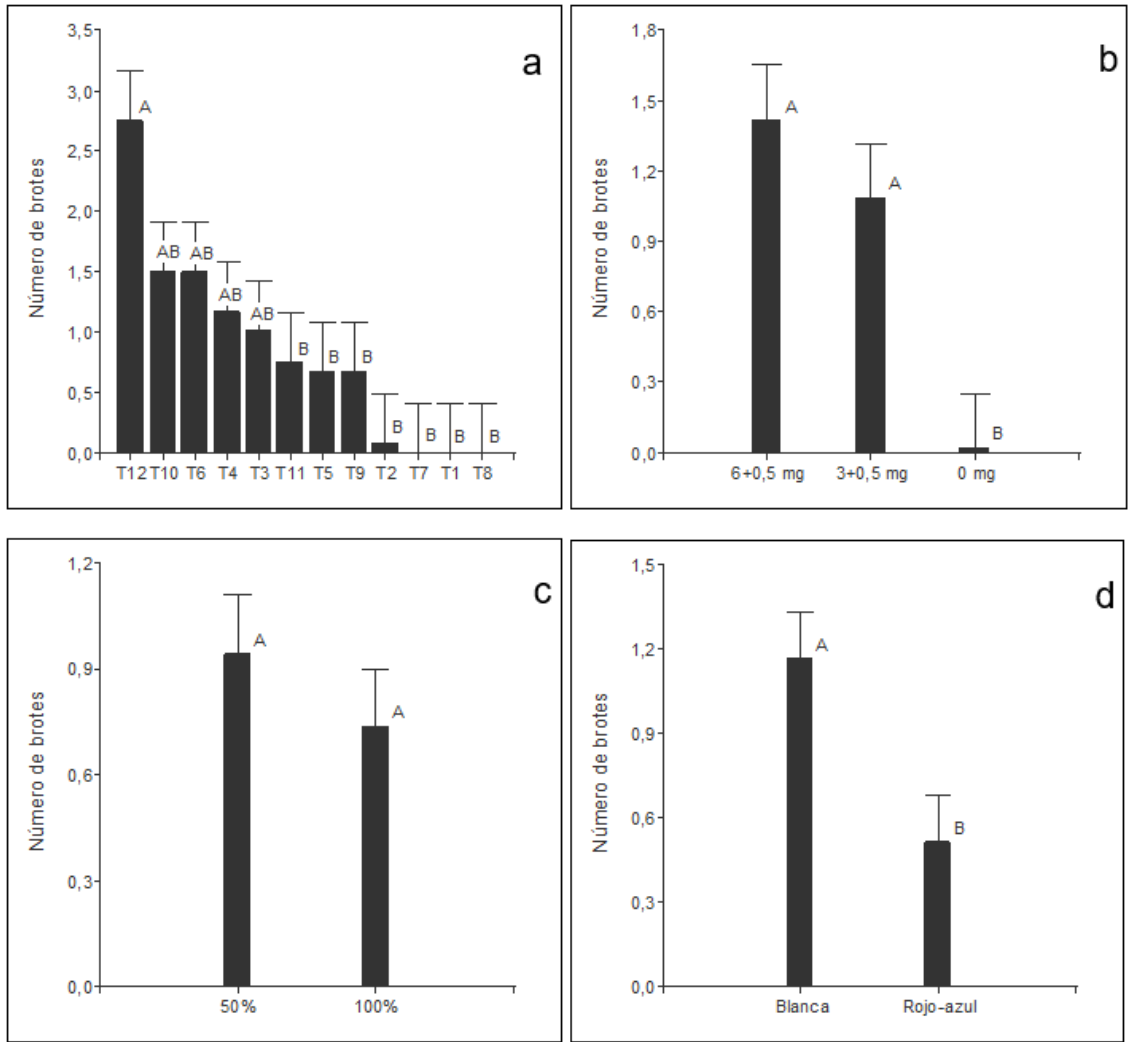 a
Número de brotes
3,5
3,0
2,5
2,0
1,5
1,0
0,5
0,0
A
AB
AB
AB
AB
B
B
B
B
B
B
B
T12 T10 T6 T4 T3 T11 T5 T9 T2 T7 T1 T8
b
Número de brotes
1,8
1,5
1,2
0,9
0,6
0,3
0,0
A
A
B
6+0,5 mg 3+0,5 mg 0 mg
c
Número de brotes
1,2
0,9
0,6
0,3
0,0
A
A
50% 100%
d
Número de brotes
1,5
1,2
0,9
0,6
0,3
0,0
A
B
Blanca Rojo-azul